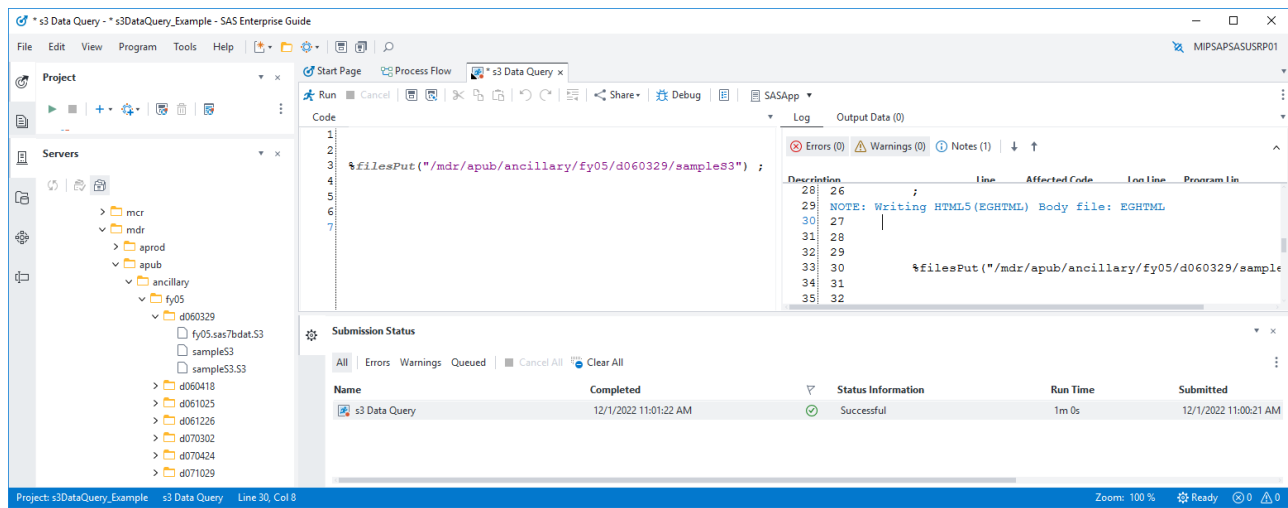 * s3 Data Query - * s3DataQuery_Example - SAS Enterprise Guide
File Edit View Program Tools Help
MIPSAPSASUSRP01
Project
Servers
mcr
mdr
aprod
apub
ancillary
fy05
d060329
fy05.sas7bdat.S3
sampleS3
sampleS3.S3
d060418
d061025
d061226
d070302
d070424
d071029
Start Page Process Flow * s3 Data Query
Run Cancel Share Debug SASApp
Code
1
2
3 %filesPut("/mdr/apub/ancillary/fy05/d060329/sampleS3") ;
4
5
6
7
Log Output Data (0)
Errors (0) Warnings (0) Notes (1)
Description Line Affected Code Log Line Program Lin
28 26 ;
29 NOTE: Writing HTML5(EGHTML) Body file: EGHTML
30 27
31 28
32 29
33 30 %filesPut("/mdr/apub/ancillary/fy05/d060329/sample
34 31
35 32
Submission Status
All Errors Warnings Queued Cancel All Clear All
Name Completed Status Information Run Time Submitted
s3 Data Query 12/1/2022 11:01:22 AM Successful 1m 0s 12/1/2022 11:00:21 AM
Project: s3DataQuery_Example s3 Data Query Line 30, Col 8
Zoom: 100 % Ready 0 0